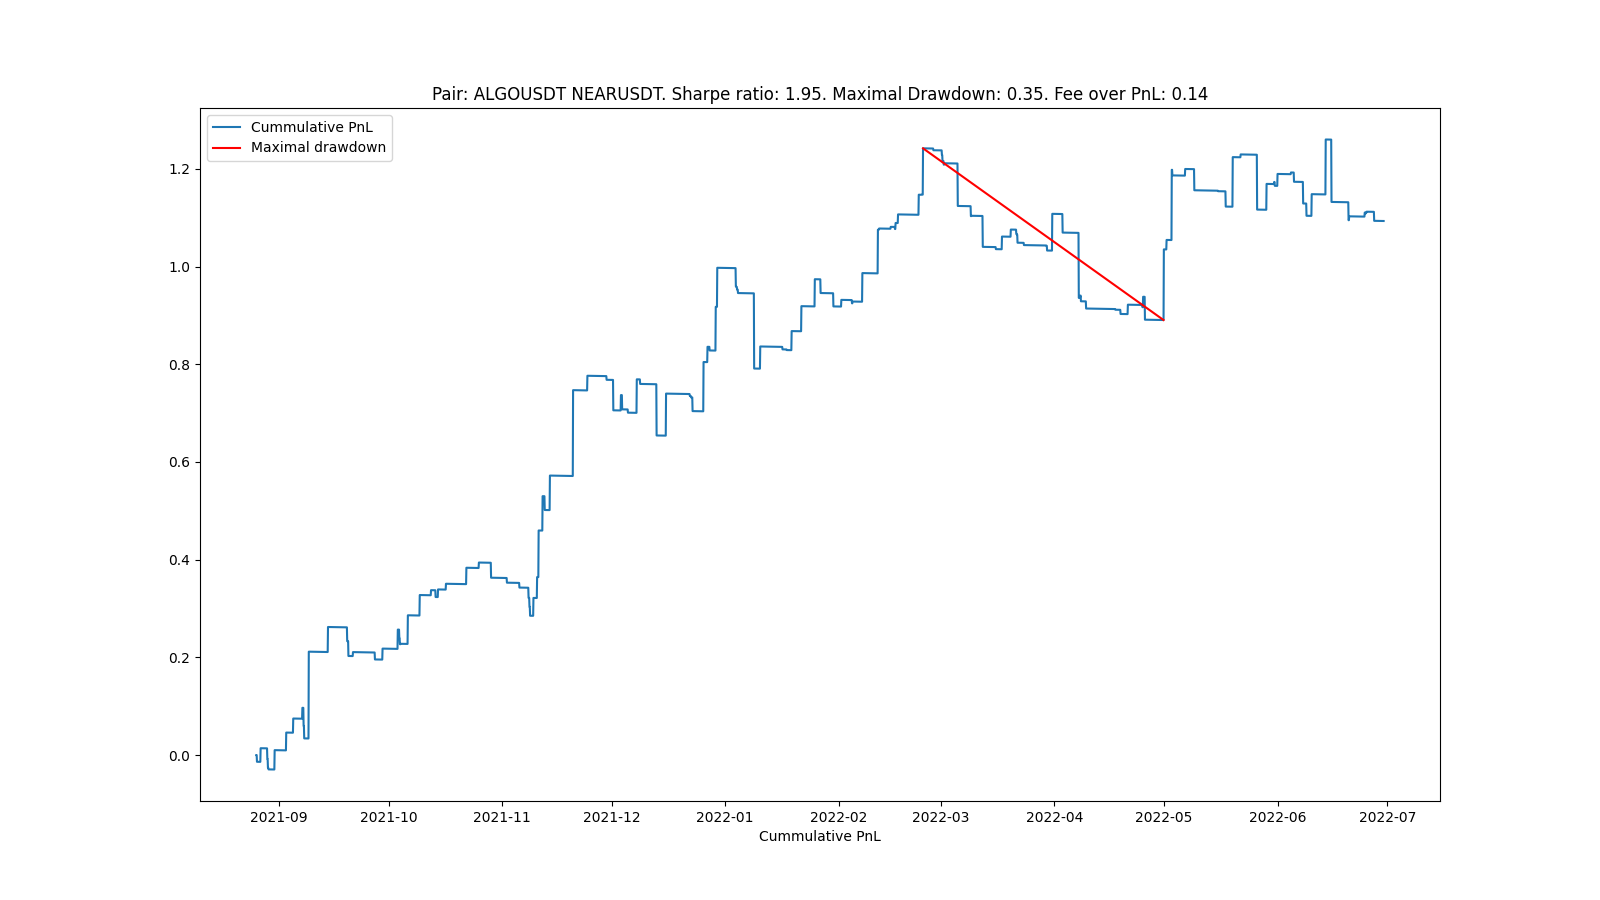 Pair: ALGOUSDT NEARUSDT. Sharpe ratio: 1.95. Maximal Drawdown: 0.35. Fee over PnL: 0.14
Cummulative PnL
Maximal drawdown
1.2
1.0
0.8
0.6
0.4
0.2
0.0
2021-09 2021-10 2021-11 2021-12 2022-01 2022-02 2022-03 2022-04 2022-05 2022-06 2022-07
Cummulative PnL